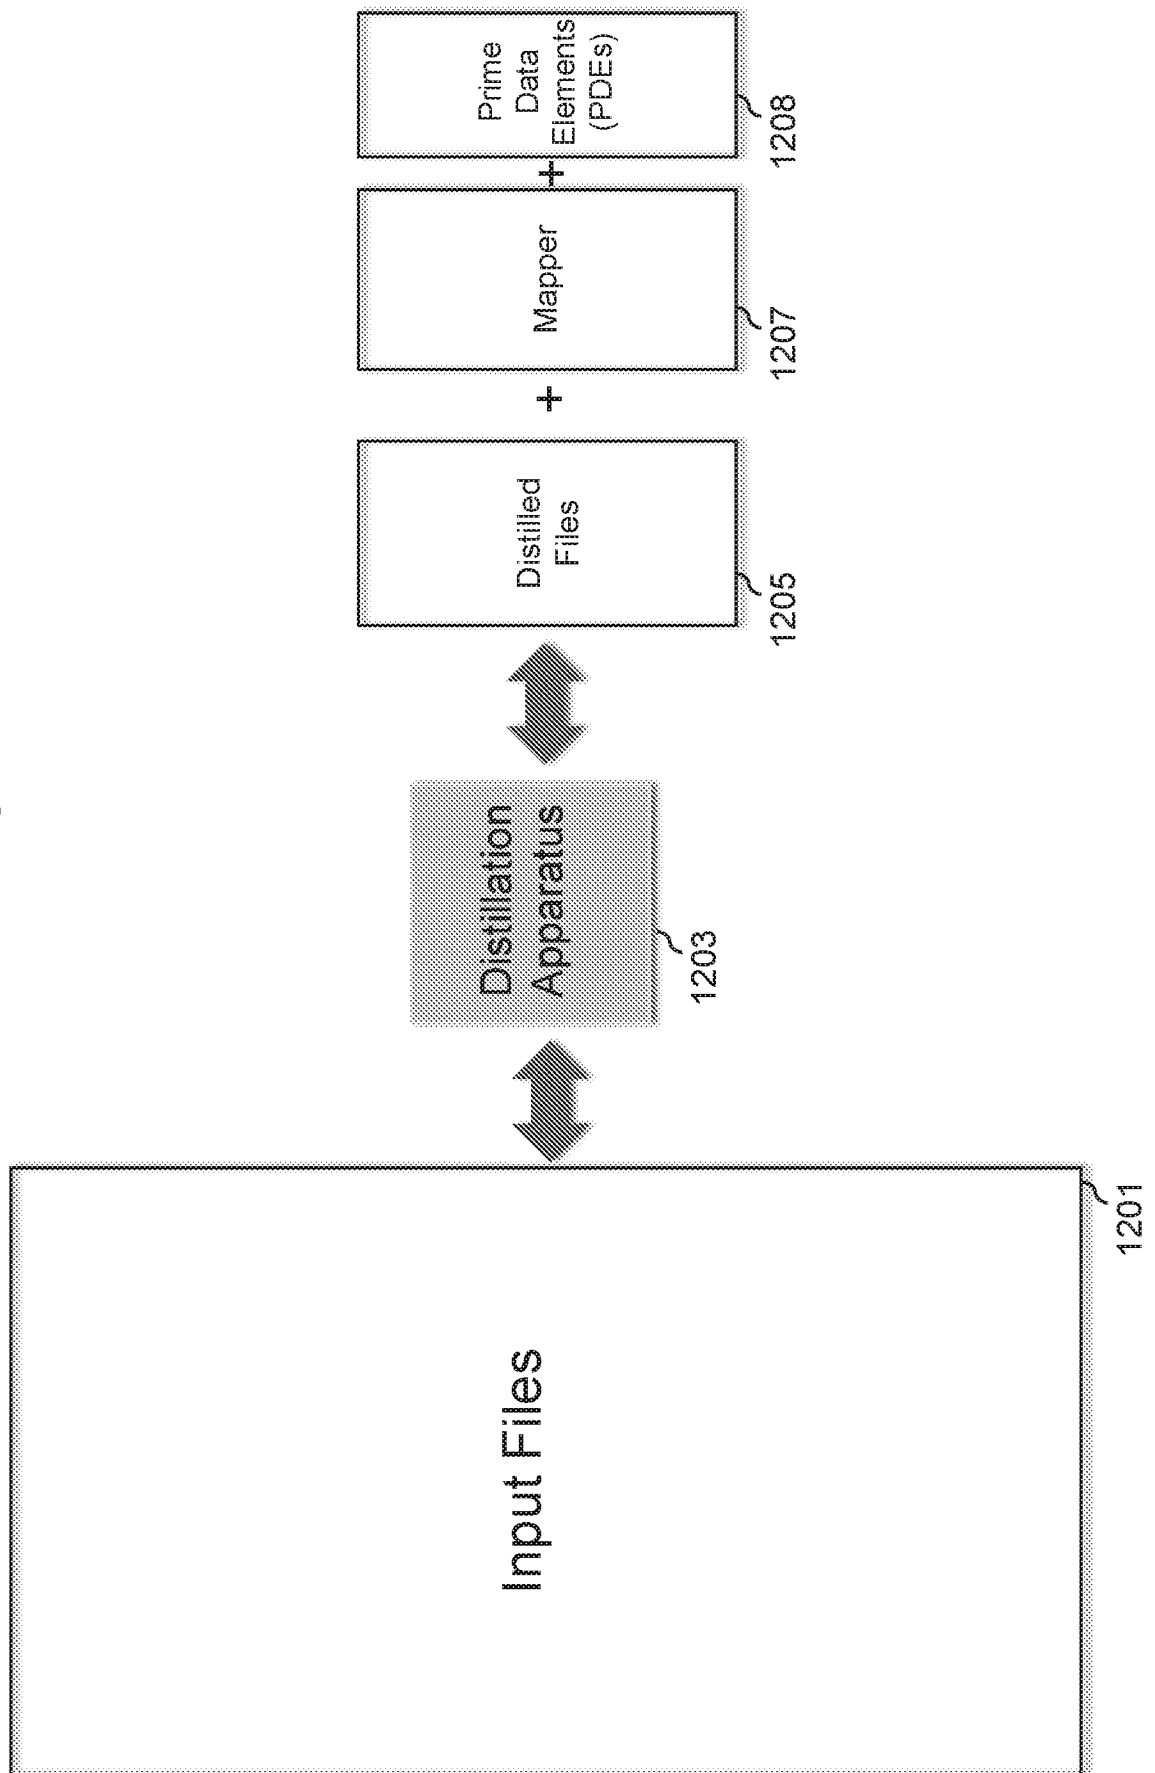 Input Files
1201
Distillation
Apparatus
1203
Distilled
Files
1205
+
Mapper
1207
+
Prime
Data
Elements
(PDEs)
1208